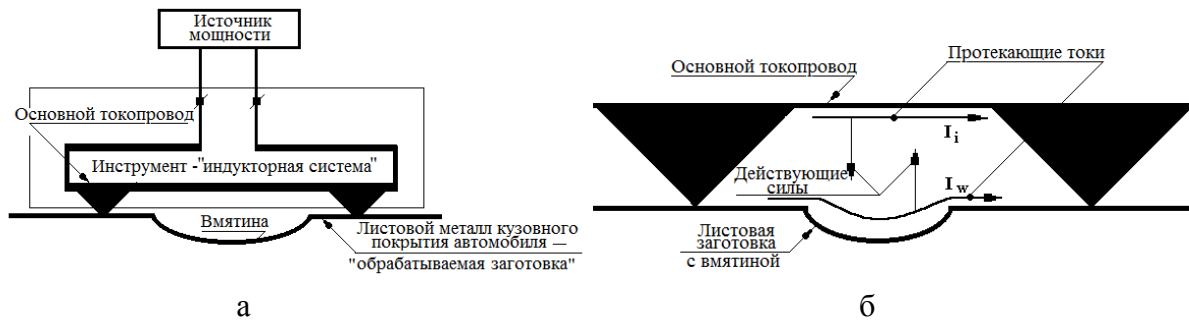 Источник
мощности
Основной токопровод
Инструмент -"индукторная система"
Вмятина
Листовой металл кузовного
покрытия автомобиля —
"обрабатываемая заготовка"
а
Протекающие токи
Основной токопровод
I i
Действующие
силы
I w
Листовая
заготовка
с вмятиной
б